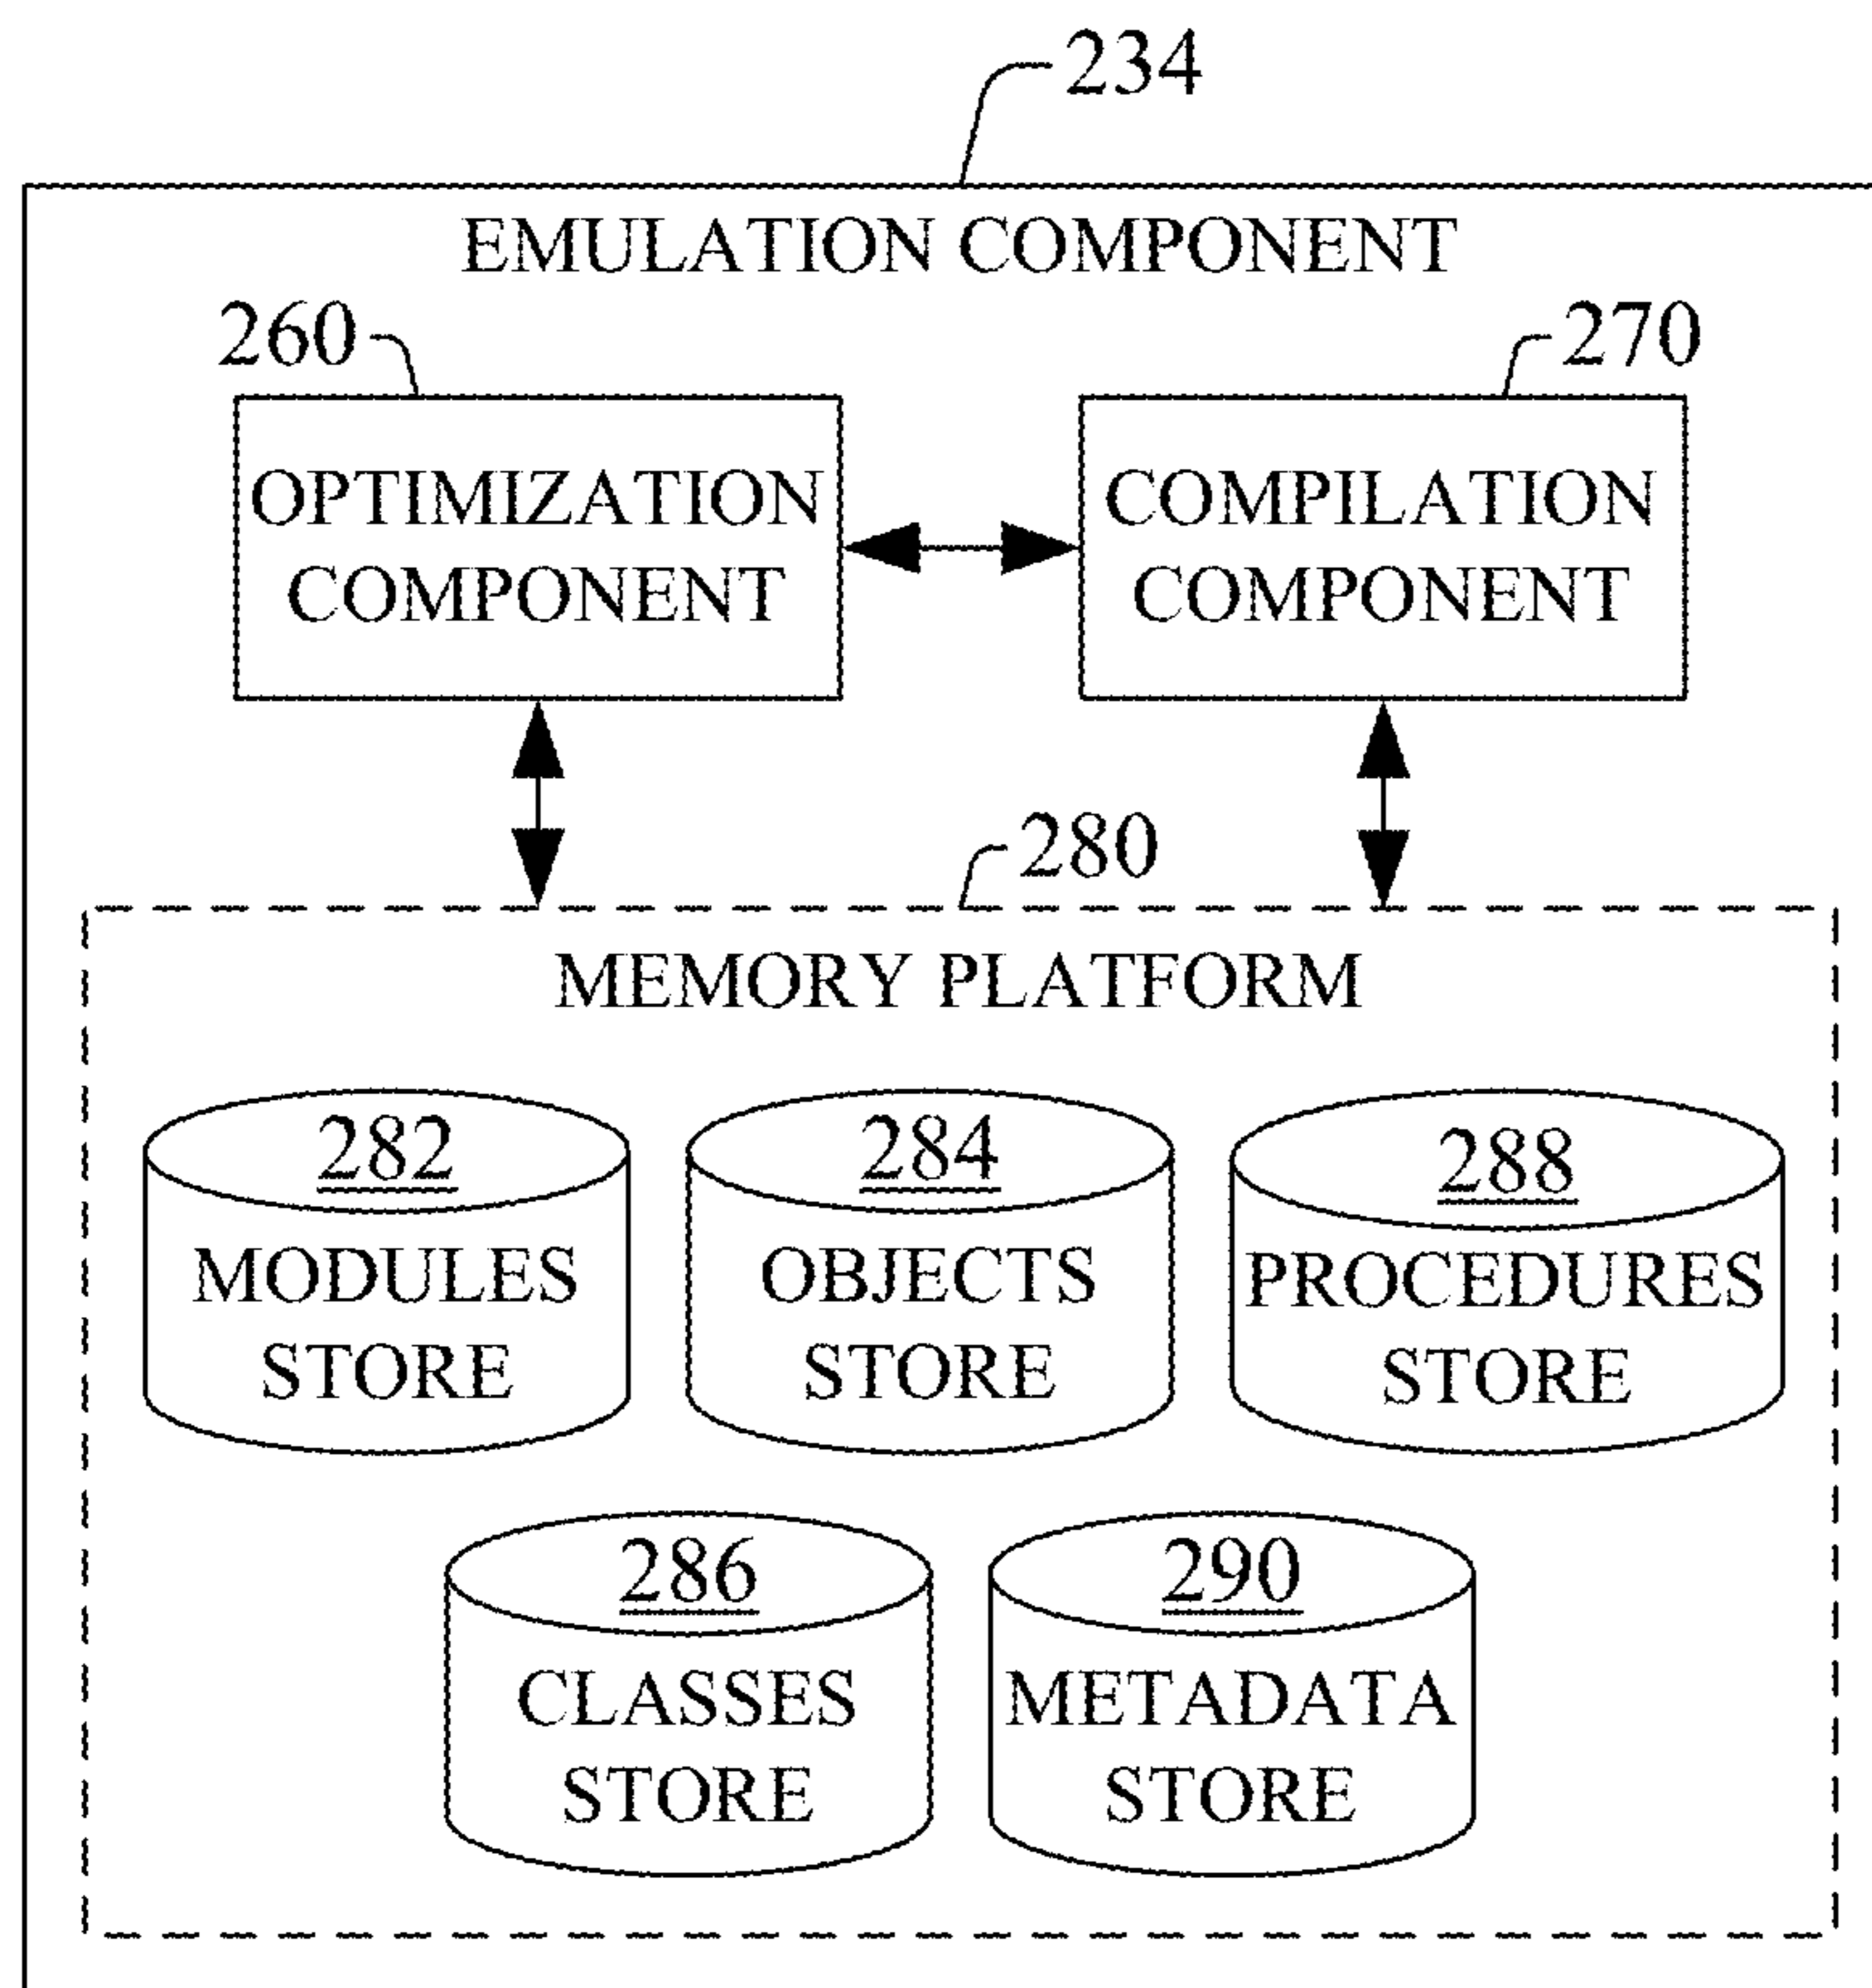 234
EMULATION COMPONENT
260
270
OPTIMIZATION
COMPONENT
COMPILATION
COMPONENT
280
MEMORY PLATFORM
282
MODULES
STORE
284
OBJECTS
STORE
288
PROCEDURES
STORE
286
CLASSES
STORE
290
METADATA
STORE